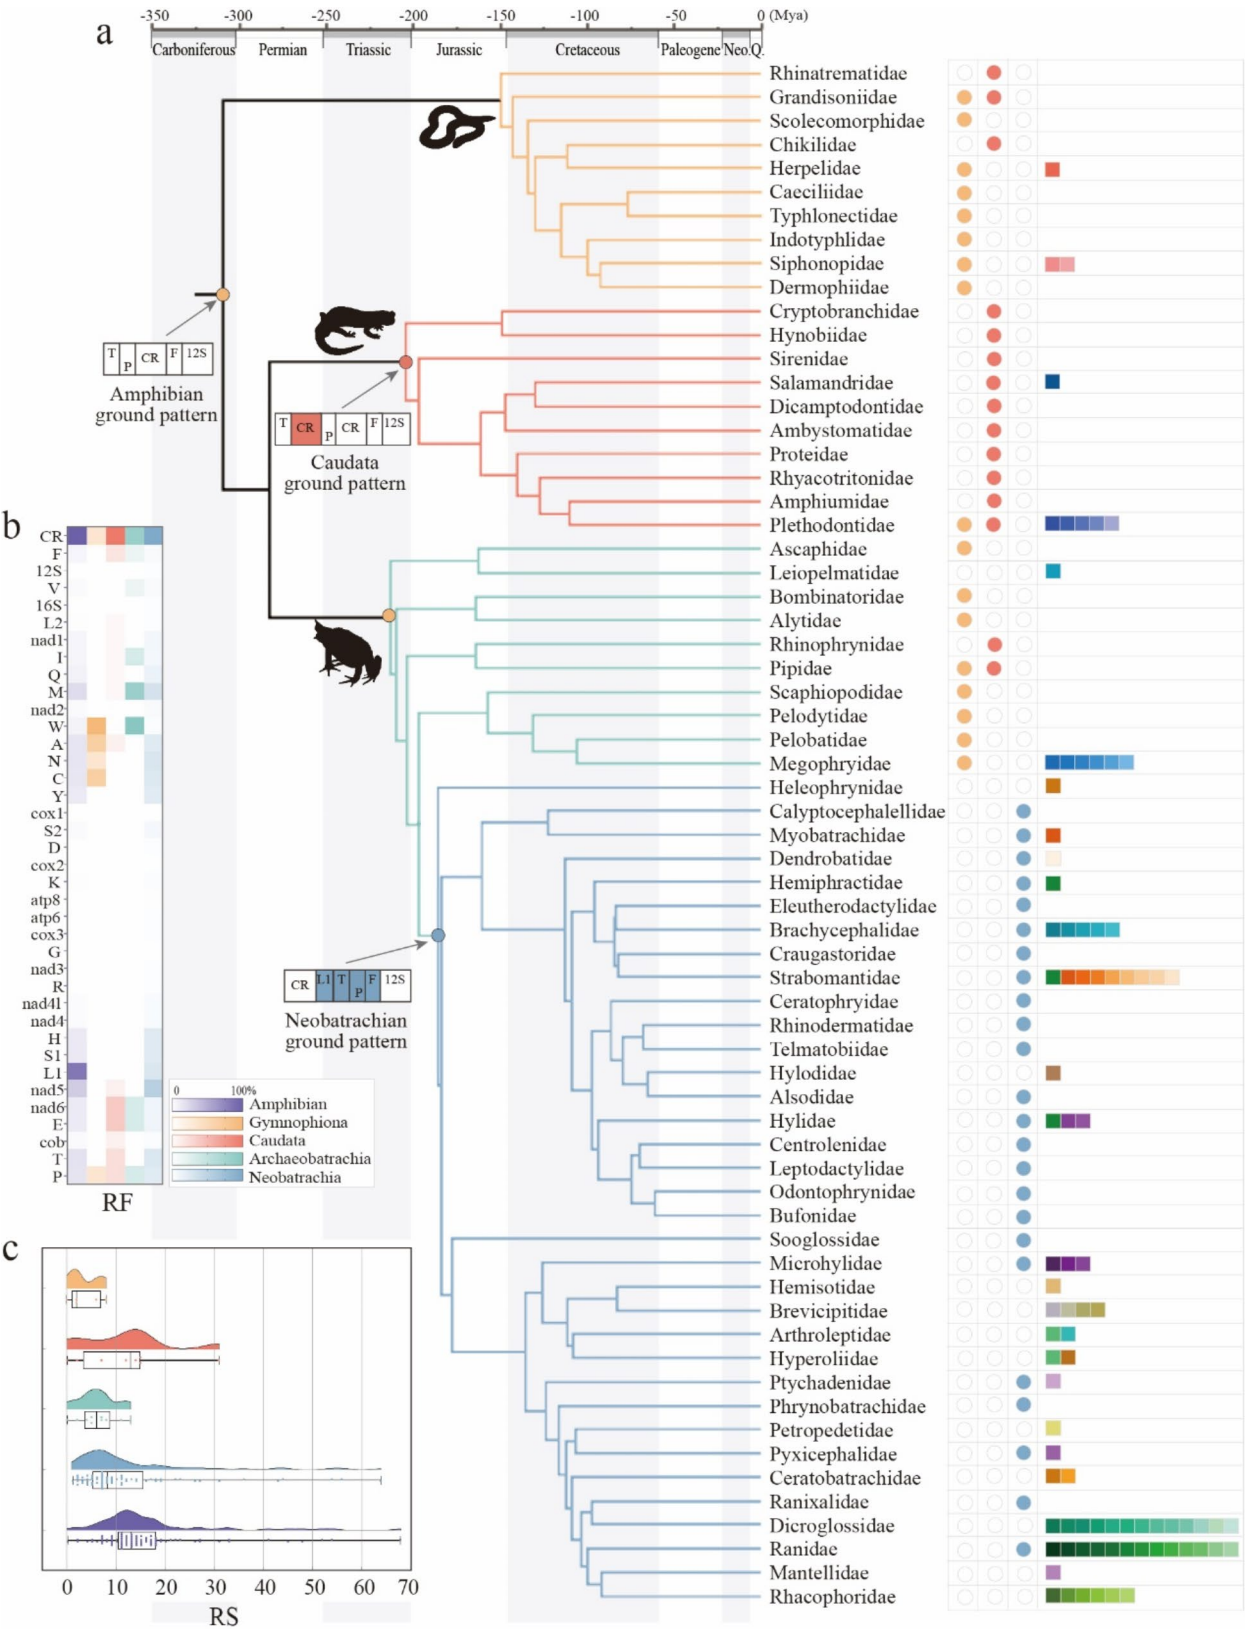 a
-350 -300 -250 -200 -150 -100 -50 0 (Mya)
Carboniferous Permian Triassic Jurassic Cretaceous Paleogene Neo. Q.
Rhinatrematidae
Grandisoniidae
Scolecomorphidae
Chikilidae
Herpelidae
Caeciliidae
Typhlonectidae
Indotyphlidae
Siphonopidae
Dermophiidae
Cryptobranchidae
Hynobiidae
Sirenidae
Salamandridae
Dicamptodontidae
Ambystomatidae
Proteidae
Rhyacotritonidae
Amphiumidae
Plethodontidae
Ascaphidae
Leiopelmatidae
Bombinatoridae
Alytidae
Rhinophrynidae
Pipidae
Scaphiopodidae
Pelodytidae
Pelobatidae
Megophryidae
Heleophrynidae
Calyptocephalellidae
Myobatrachidae
Dendrobatidae
Hemiphractidae
Eleutherodactylidae
Brachycephalidae
Craugastoridae
Strabomantidae
Ceratophryidae
Rhinodermatidae
Telmatobiidae
Hylodidae
Alsodidae
Hylidae
Centrolenidae
Leptodactylidae
Odontophrynidae
Bufonidae
Sooglossidae
Microhylidae
Hemisotidae
Brevicipitidae
Arthroleptidae
Hyperoliidae
Ptychadenidae
Phrynobatrachidae
Petropedetidae
Pyxicephalidae
Ceratobatrachidae
Ranixalidae
Dicroglossidae
Ranidae
Mantellidae
Rhacophoridae
T P CR F 12S
Amphibian
ground pattern
T CR P CR F 12S
Caudata
ground pattern
CR L1 T P F 12S
Neobatrachian
ground pattern
b
CR
F
12S
V
16S
L2
nad1
I
Q
M
nad2
W
A
N
C
Y
cox1
S2
D
cox2
K
atp8
atp6
cox3
G
nad3
R
nad4l
nad4
H
S1
L1
nad5
nad6
E
cob
T
P
RF
0 100%
Amphibian
Gymnophiona
Caudata
Archaeobatrachia
Neobatrachia
c
0 10 20 30 40 50 60 70
RS